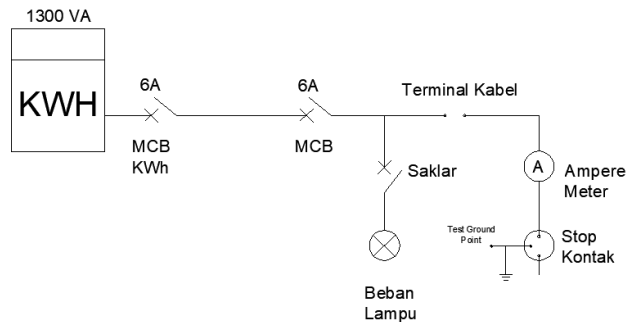 1300 VA
KWH
6A
MCB
KWh
6A
MCB
Terminal Kabel
Saklar
Beban
Lampu
A
Ampere
Meter
Test Ground
Point
Stop
Kontak